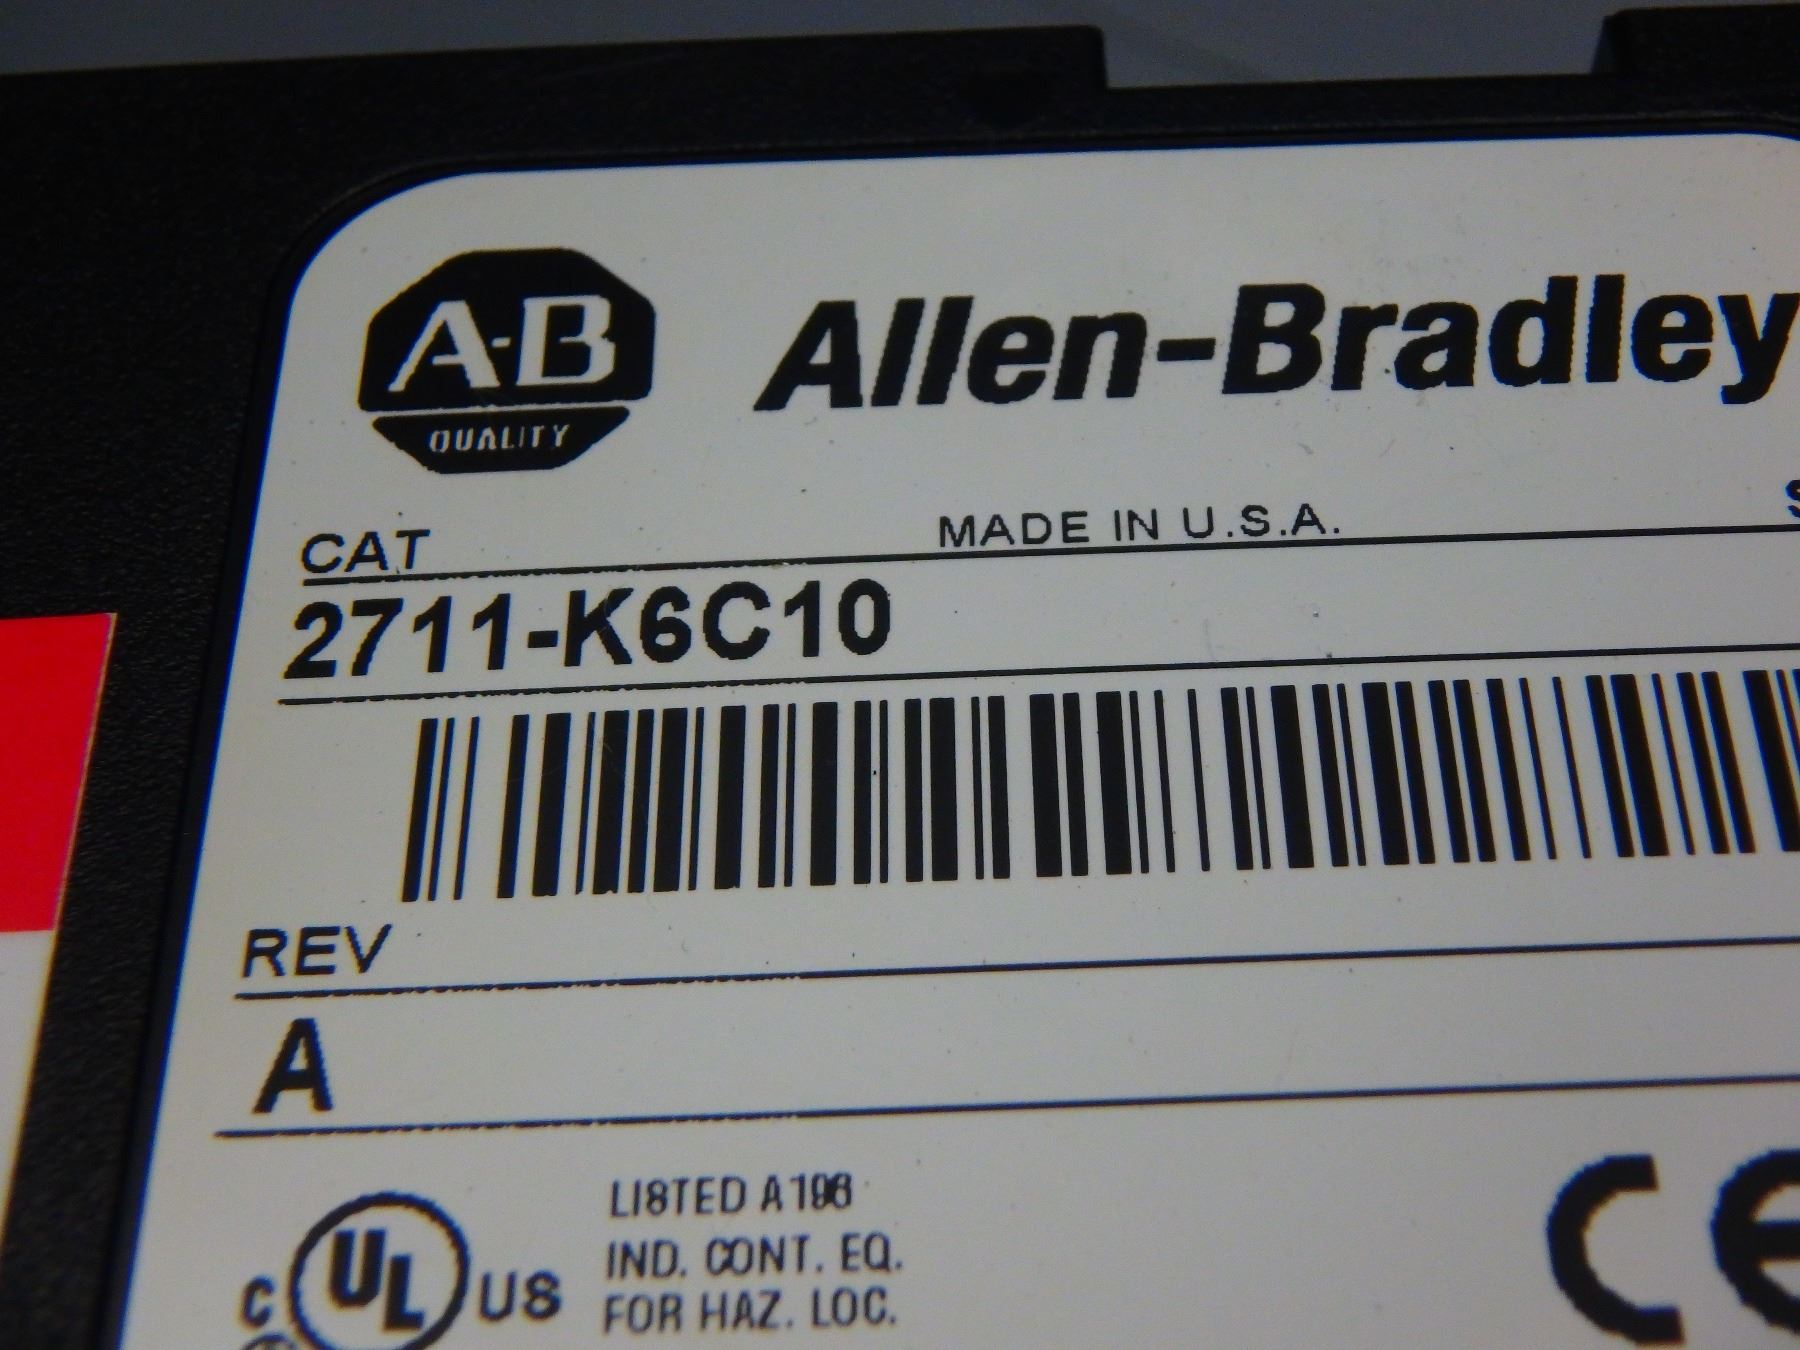 A-B
QUALITY
Allen-Bradley
CAT
MADE IN U.S.A.
2711-K6C10
REV
A
C UL US
LISTED A196
IND. CONT. EQ.
FOR HAZ. LOC.
CE